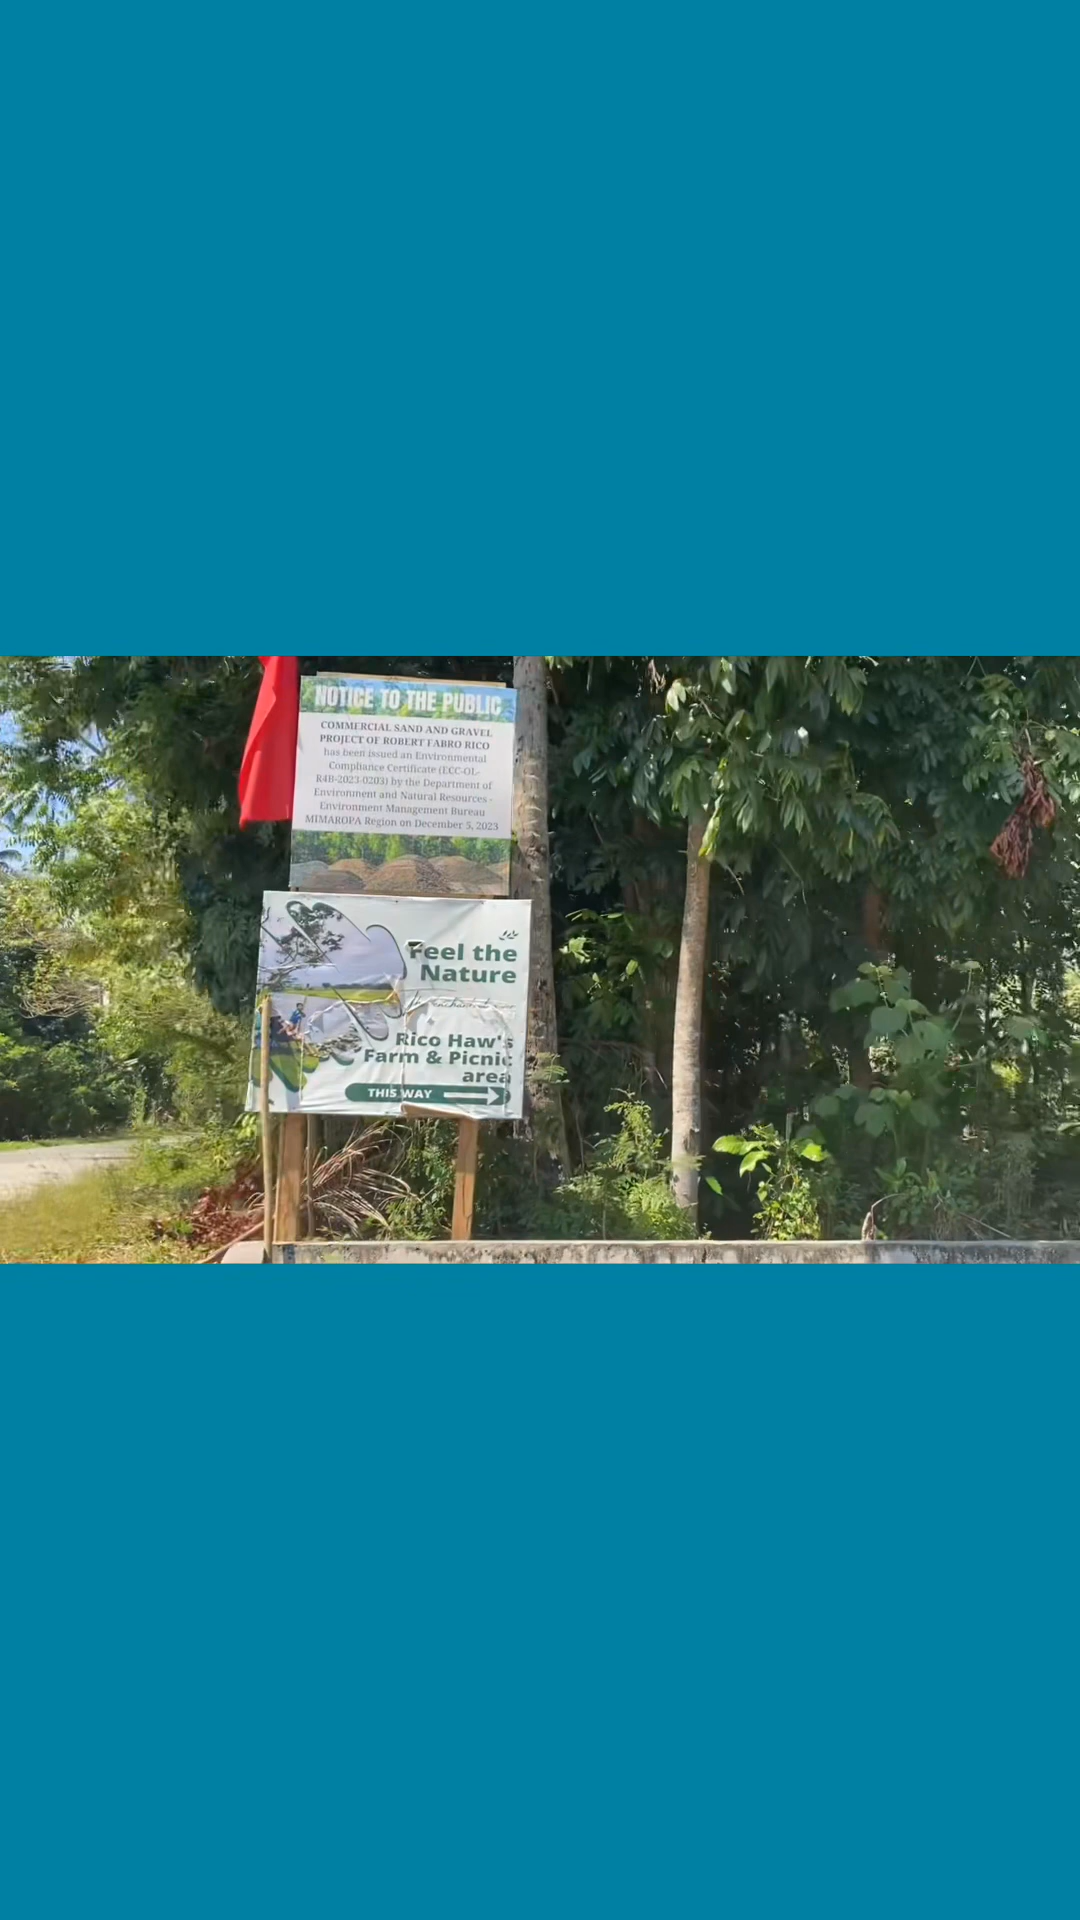 NOTICE TO THE PUBLIC
COMMERCIAL SAND AND GRAVEL
PROJECT OF ROBERT FABRO RICO
has been issued an Environmental
Compliance Certificate (ECC-OL-
R4B-2023-0203) by the Department of
Environment and Natural Resources -
Environment Management Bureau
MIMAROPA Region on December 5, 2023
Feel the
Nature
Rico Haw's
Farm & Picnic
area
THIS WAY